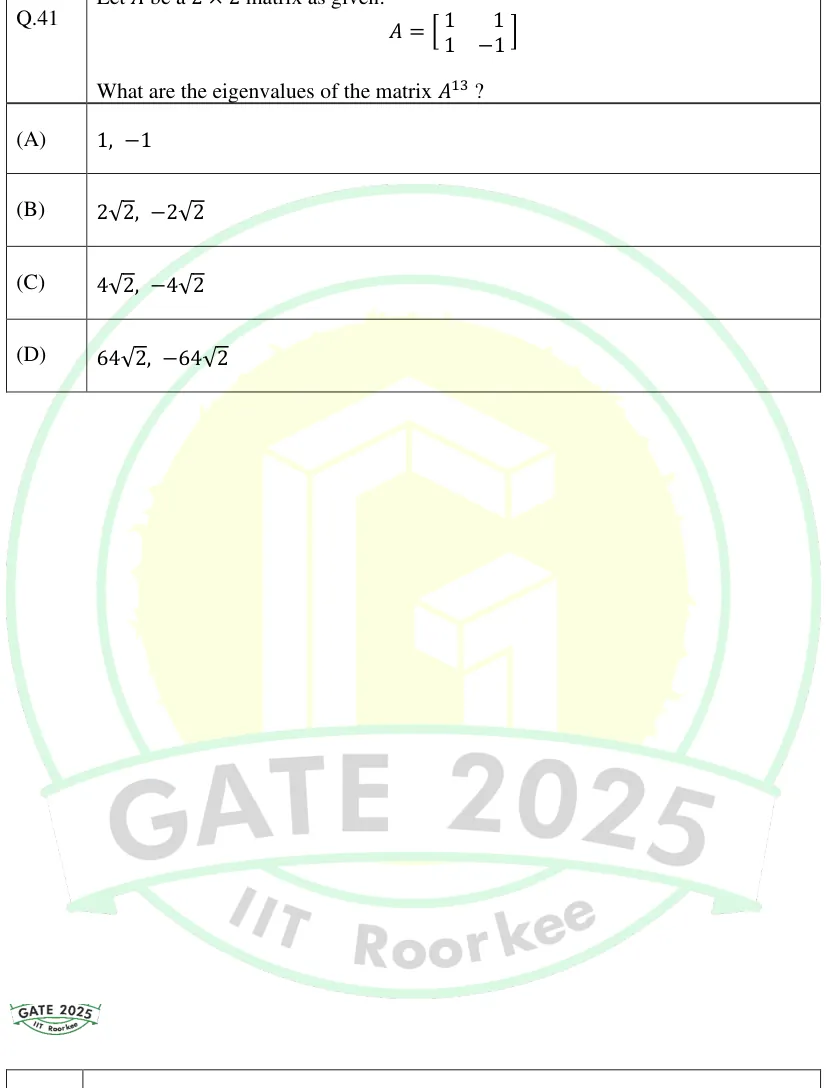 Q.41
Let A be a 2 × 2 matrix as given.
A = [ 1 1
1 −1 ]
What are the eigenvalues of the matrix A¹³ ?
(A) 1, −1
(B) 2√2, −2√2
(C) 4√2, −4√2
(D) 64√2, −64√2
GATE 2025
IIT Roorkee
GATE 2025
IIT Roorkee